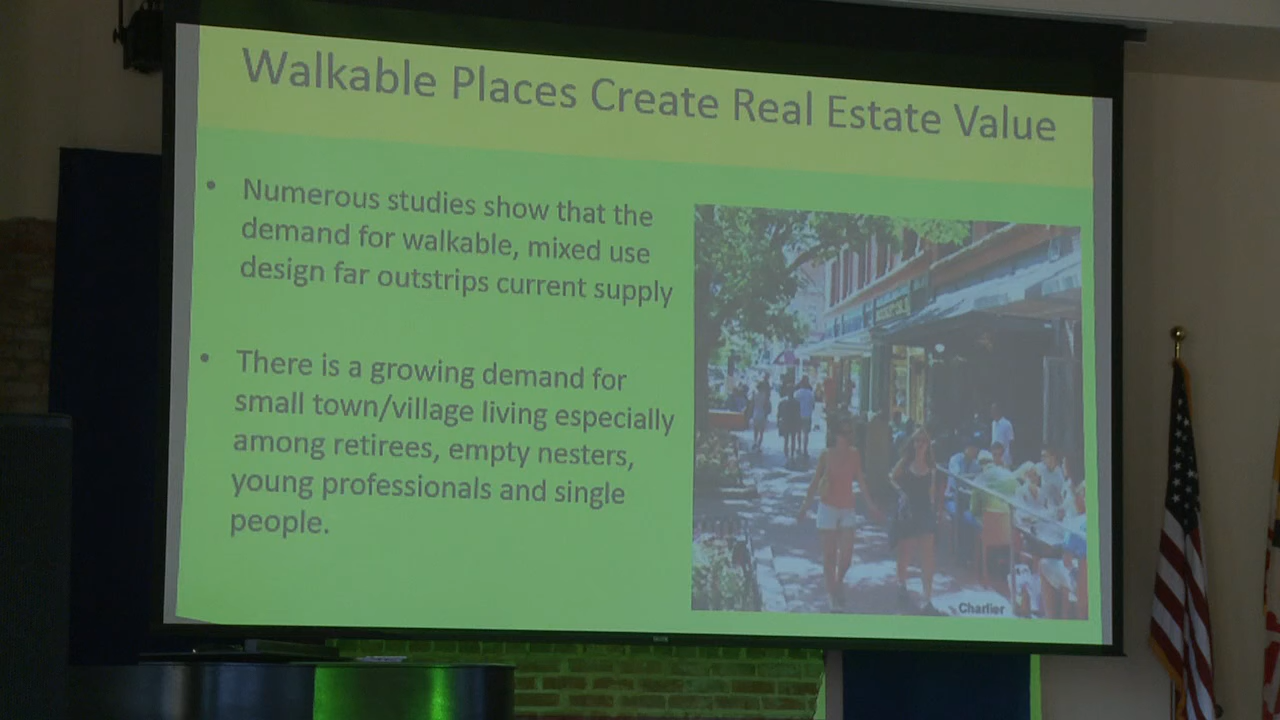 Walkable Places Create Real Estate Value
• Numerous studies show that the
demand for walkable, mixed use
design far outstrips current supply
• There is a growing demand for
small town/village living especially
among retirees, empty nesters,
young professionals and single
people.
Charlier